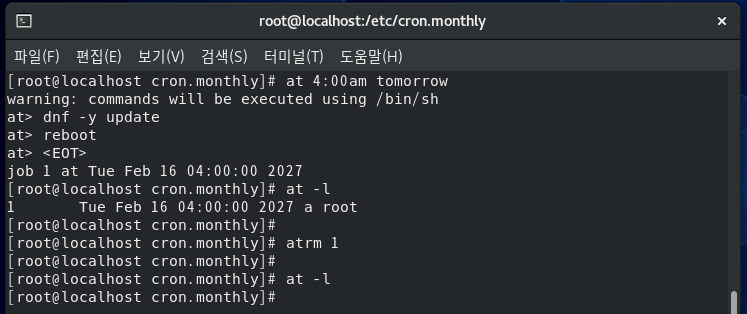 root@localhost:/etc/cron.monthly
파일(F) 편집(E) 보기(V) 검색(S) 터미널(T) 도움말(H)
[root@localhost cron.monthly]# at 4:00am tomorrow
warning: commands will be executed using /bin/sh
at> dnf -y update
at> reboot
at> <EOT>
job 1 at Tue Feb 16 04:00:00 2027
[root@localhost cron.monthly]# at -l
1       Tue Feb 16 04:00:00 2027 a root
[root@localhost cron.monthly]#
[root@localhost cron.monthly]# atrm 1
[root@localhost cron.monthly]#
[root@localhost cron.monthly]# at -l
[root@localhost cron.monthly]#